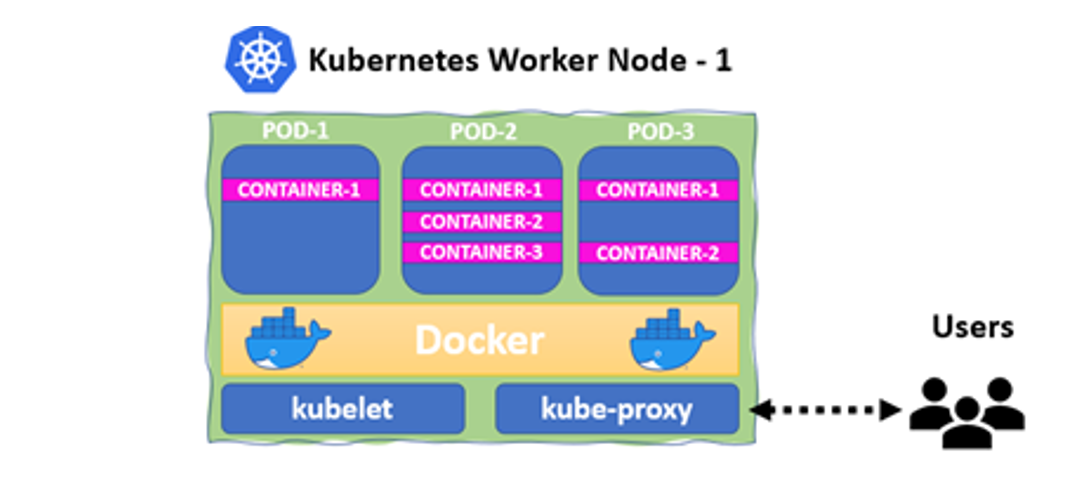 Kubernetes Worker Node - 1
POD-1
POD-2
POD-3
CONTAINER-1
CONTAINER-1
CONTAINER-1
CONTAINER-2
CONTAINER-3
CONTAINER-2
Docker
Users
kubelet
kube-proxy